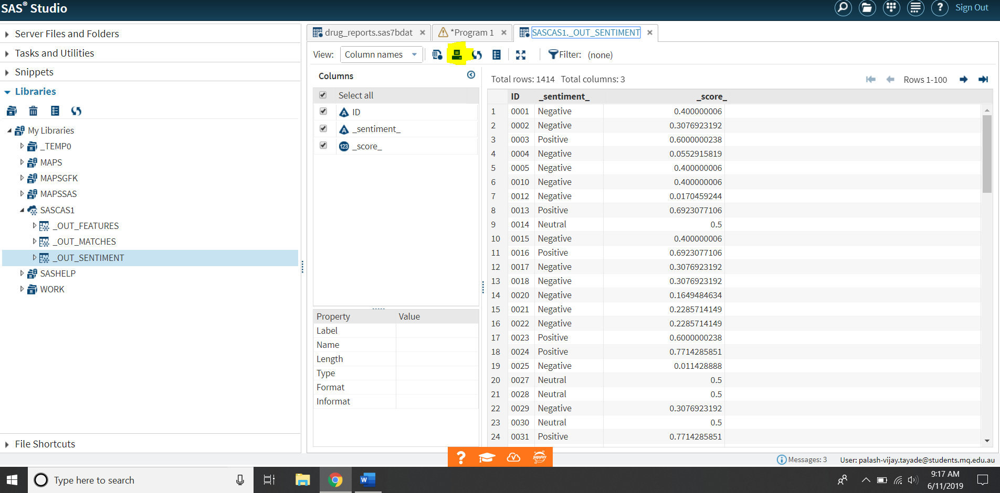 SAS® Studio
Sign Out
Server Files and Folders
Tasks and Utilities
Snippets
Libraries
My Libraries
_TEMP0
MAPS
MAPSGFK
MAPSSAS
SASCAS1
_OUT_FEATURES
_OUT_MATCHES
_OUT_SENTIMENT
SASHELP
WORK
File Shortcuts
drug_reports.sas7bdat
*Program 1
SASCAS1._OUT_SENTIMENT
View: Column names
Filter: (none)
Columns
Select all
ID
_sentiment_
123 _score_
Property Value
Label
Name
Length
Type
Format
Informat
Total rows: 1414 Total columns: 3
Rows 1-100
ID _sentiment_ _score_
1 0001 Negative 0.400000006
2 0002 Negative 0.3076923192
3 0003 Positive 0.6000000238
4 0004 Negative 0.0552915819
5 0005 Negative 0.400000006
6 0010 Negative 0.400000006
7 0012 Negative 0.0170459244
8 0013 Positive 0.6923077106
9 0014 Neutral 0.5
10 0015 Negative 0.400000006
11 0016 Positive 0.6923077106
12 0017 Negative 0.3076923192
13 0018 Negative 0.3076923192
14 0020 Negative 0.1649484634
15 0021 Negative 0.2285714149
16 0022 Negative 0.2285714149
17 0023 Positive 0.6000000238
18 0024 Positive 0.7714285851
19 0025 Negative 0.011428888
20 0027 Neutral 0.5
21 0028 Neutral 0.5
22 0029 Negative 0.3076923192
23 0030 Neutral 0.5
24 0031 Positive 0.7714285851
jupyter
Messages: 3
User: palash-vijay.tayade@students.mq.edu.au
Type here to search
9:17 AM
6/11/2019